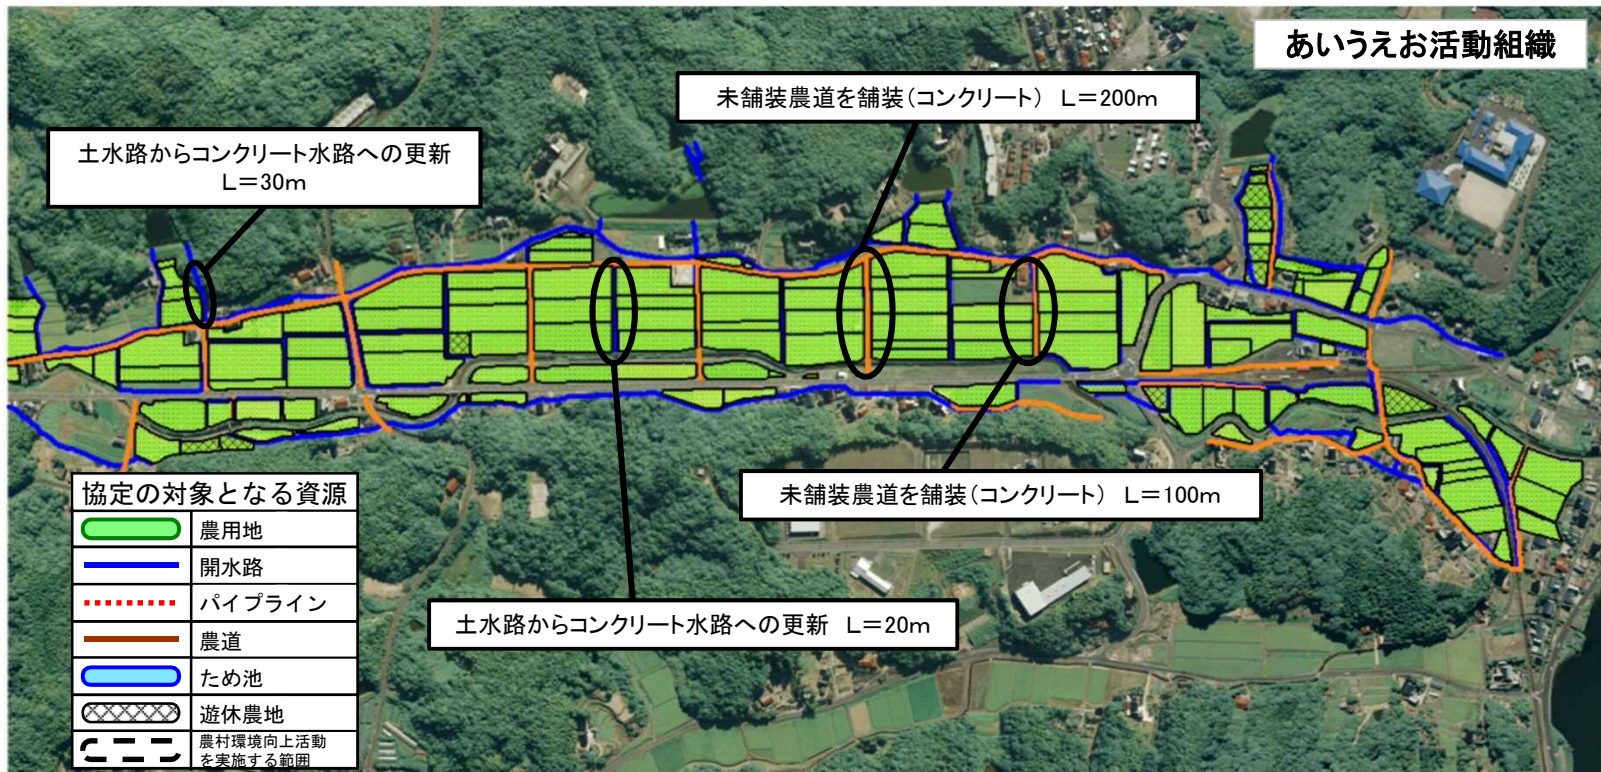 あいうえお活動組織
未舗装農道を舗装(コンクリート) L=200m
土水路からコンクリート水路への更新
L=30m
協定の対象となる資源
農用地
開水路
パイプライン
農道
ため池
遊休農地
農村環境向上活動
を実施する範囲
未舗装農道を舗装(コンクリート) L=100m
土水路からコンクリート水路への更新 L=20m